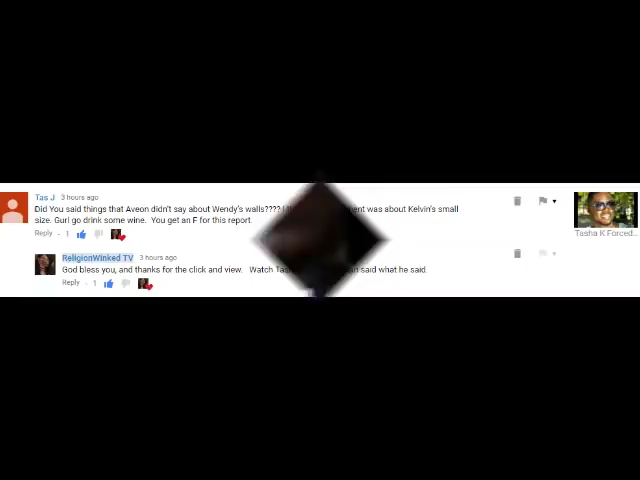 Tas J 3 hours ago
Did You said things that Aveon didn't say about Wendy's walls???? was about Kelvin's small
size. Gurl go drink some wine. You get an F for this report.
Reply · 1
Tasha K Forced...
ReligionWinked TV 3 hours ago
God bless you, and thanks for the click and view. Watch said what he said.
Reply · 1